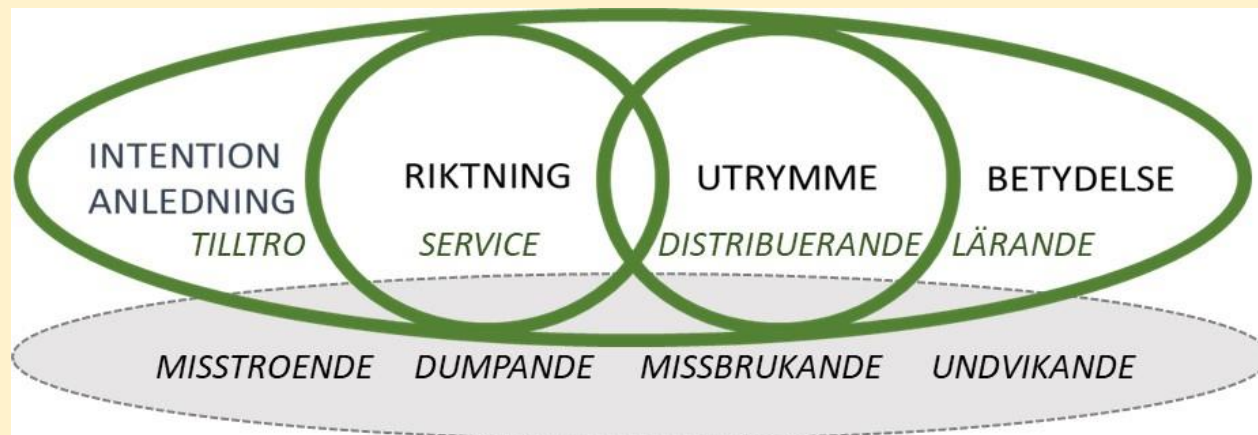 INTENTION
ANLEDNING
RIKTNING
UTRYMME
BETYDELSE
TILLTRO
SERVICE
DISTRIBUERANDE
LÄRANDE
MISSTROENDE
DUMPANDE
MISSBRUKANDE
UNDVIKANDE